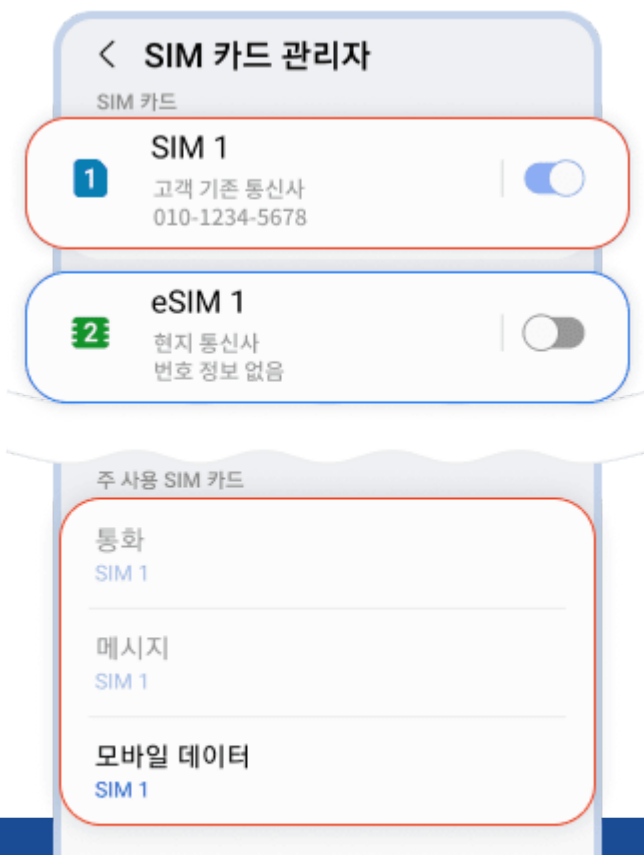 SIM 카드 관리자
SIM 카드
1
SIM 1
고객 기존 통신사
010-1234-5678
2
eSIM 1
현지 통신사
번호 정보 없음
주 사용 SIM 카드
통화
SIM 1
메시지
SIM 1
모바일 데이터
SIM 1